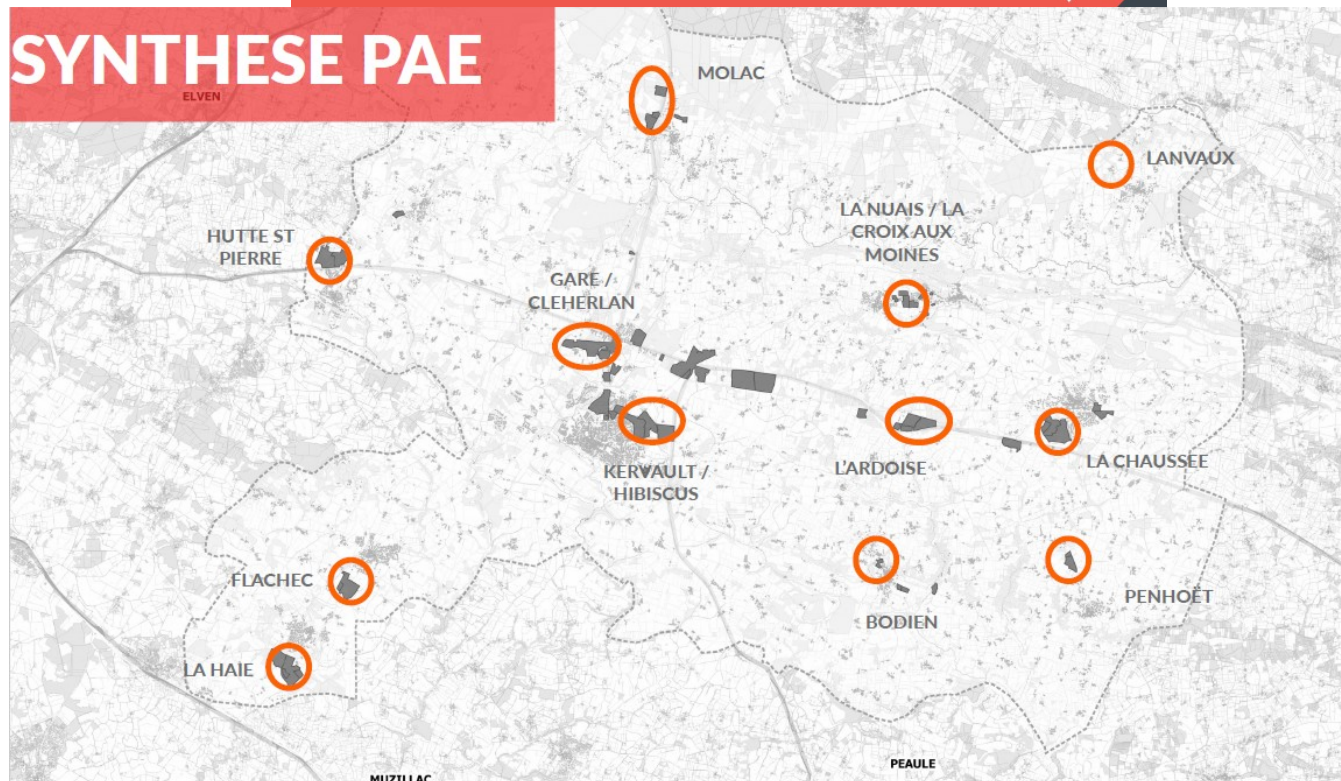 SYNTHESE PAE
ELVEN
MOLAC
LANVAUX
LA NUAIS / LA
CROIX AUX
MOINES
HUTTE ST
PIERRE
GARE /
CLEHERLAN
KERVAULT /
HIBISCUS
L'ARDOISE
LA CHAUSSEE
FLACHEC
BODIEN
PENHOËT
LA HAIE
PEAULE
MUZILLAC